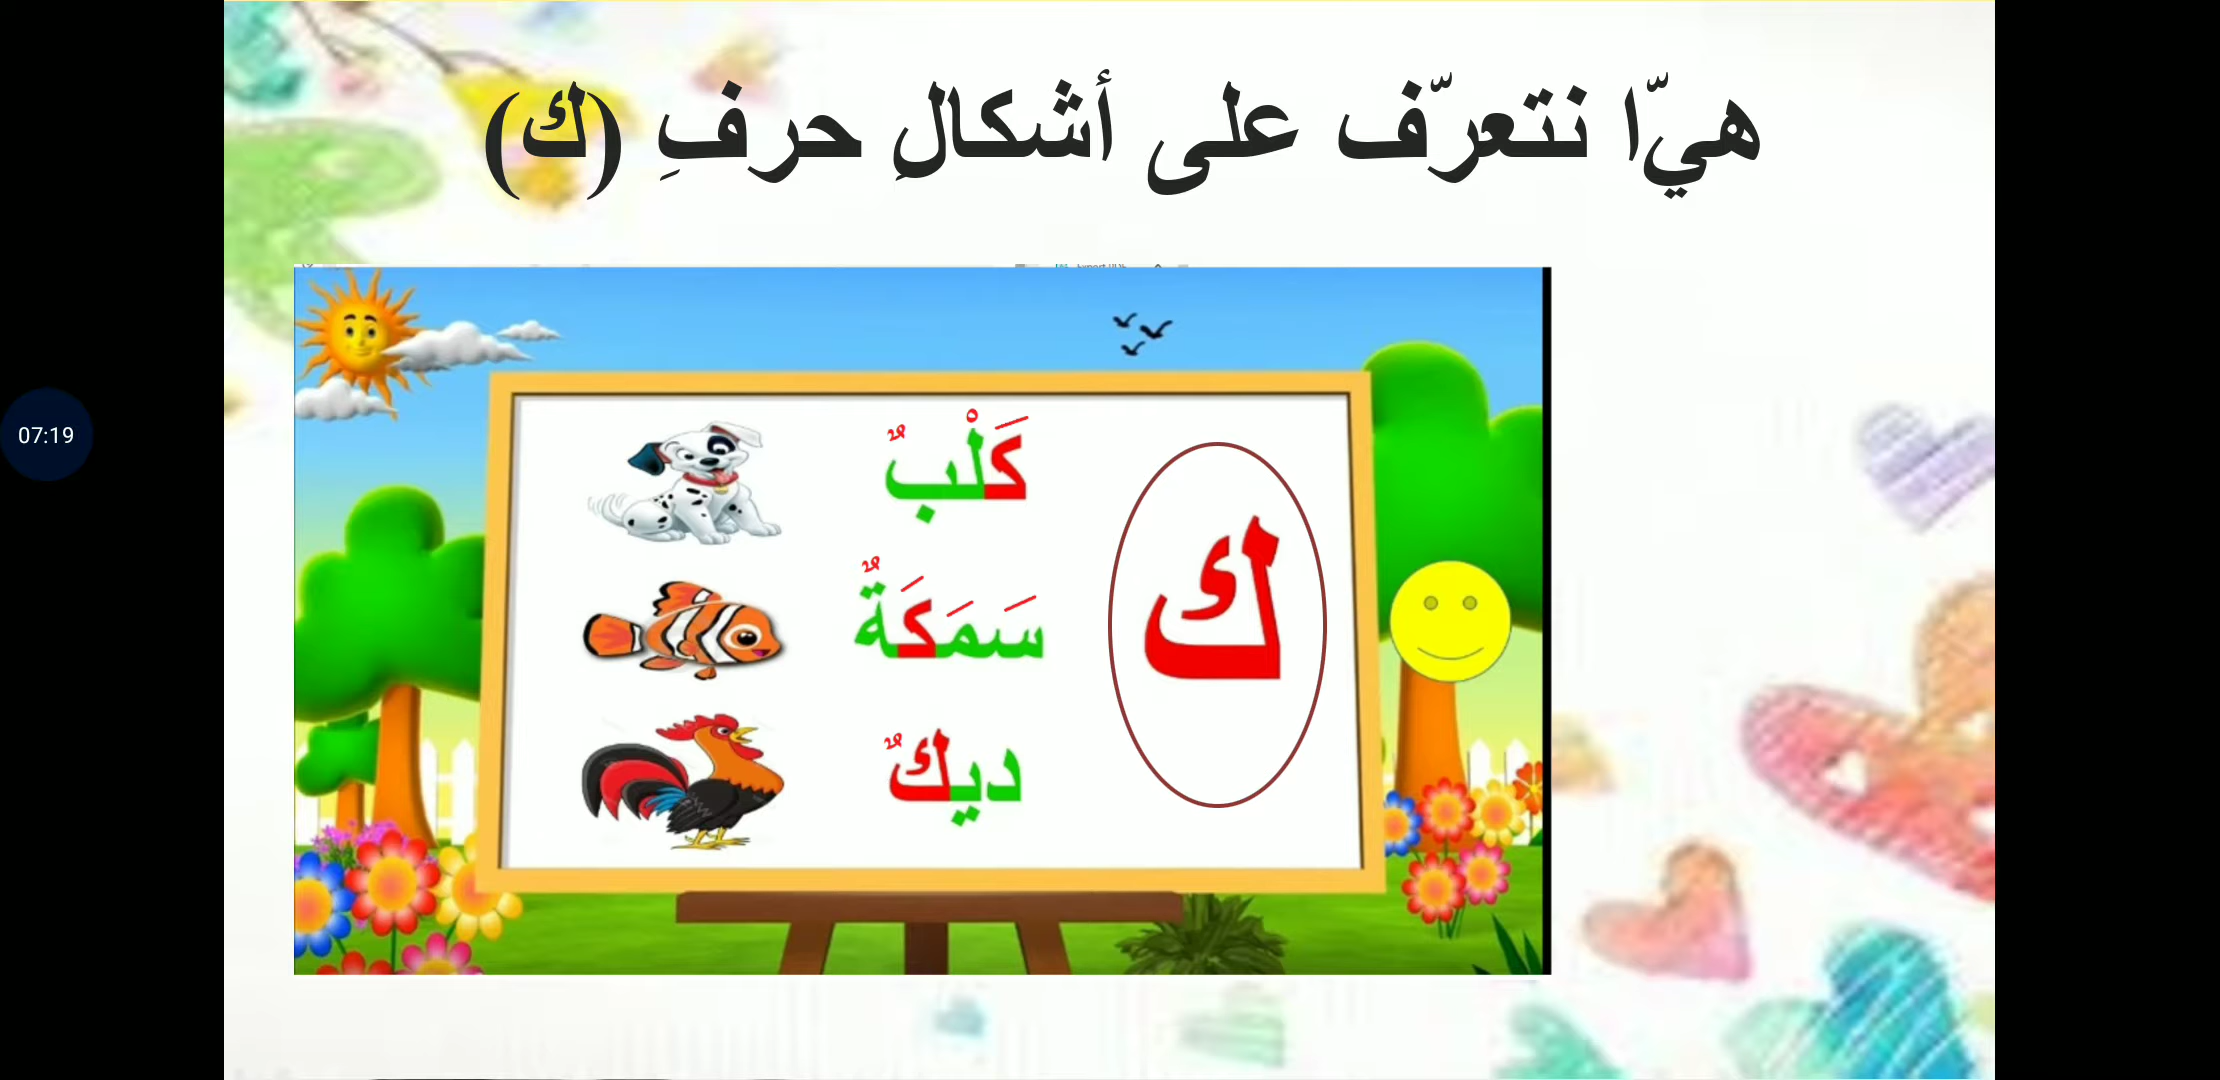 هيّا نتعرّف على أشكالِ حرفِ (ك)
كَلْبٌ
سَمَكَةٌ
ديكٌ
ك
07:19